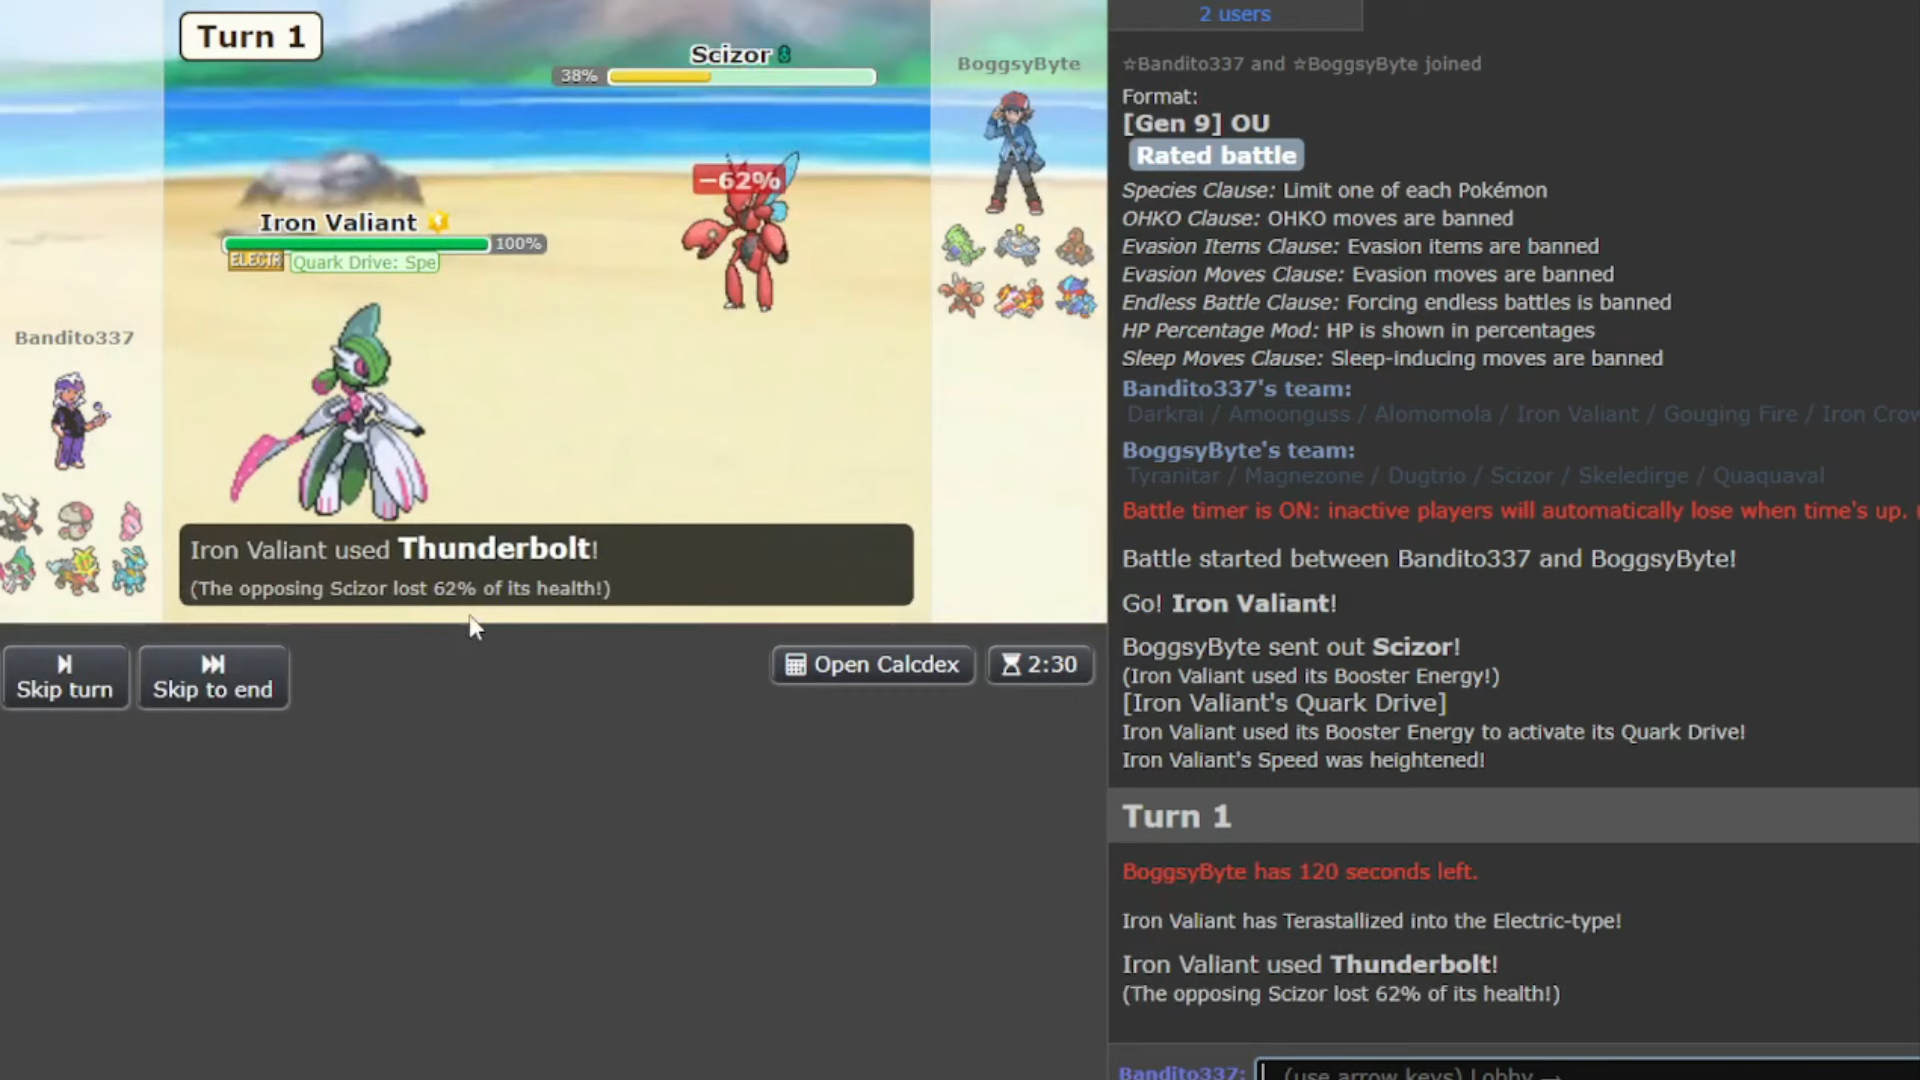 Turn 1
Scizor
38%
BoggsyByte
−62%
Iron Valiant
100%
ELECTR
Quark Drive: Spe
Bandito337
Iron Valiant used Thunderbolt!
(The opposing Scizor lost 62% of its health!)
Skip turn
Skip to end
Open Calcdex
2:30
2 users
☆Bandito337 and ☆BoggsyByte joined
Format:
[Gen 9] OU
Rated battle
Species Clause: Limit one of each Pokémon
OHKO Clause: OHKO moves are banned
Evasion Items Clause: Evasion items are banned
Evasion Moves Clause: Evasion moves are banned
Endless Battle Clause: Forcing endless battles is banned
HP Percentage Mod: HP is shown in percentages
Sleep Moves Clause: Sleep-inducing moves are banned
Bandito337's team:
Darkrai / Amoonguss / Alomomola / Iron Valiant / Gouging Fire / Iron Crow
BoggsyByte's team:
Tyranitar / Magnezone / Dugtrio / Scizor / Skeledirge / Quaquaval
Battle timer is ON: inactive players will automatically lose when time's up. (
Battle started between Bandito337 and BoggsyByte!
Go! Iron Valiant!
BoggsyByte sent out Scizor!
(Iron Valiant used its Booster Energy!)
[Iron Valiant's Quark Drive]
Iron Valiant used its Booster Energy to activate its Quark Drive!
Iron Valiant's Speed was heightened!
Turn 1
BoggsyByte has 120 seconds left.
Iron Valiant has Terastallized into the Electric-type!
Iron Valiant used Thunderbolt!
(The opposing Scizor lost 62% of its health!)
Bandito337: (use arrow keys) Lobby →